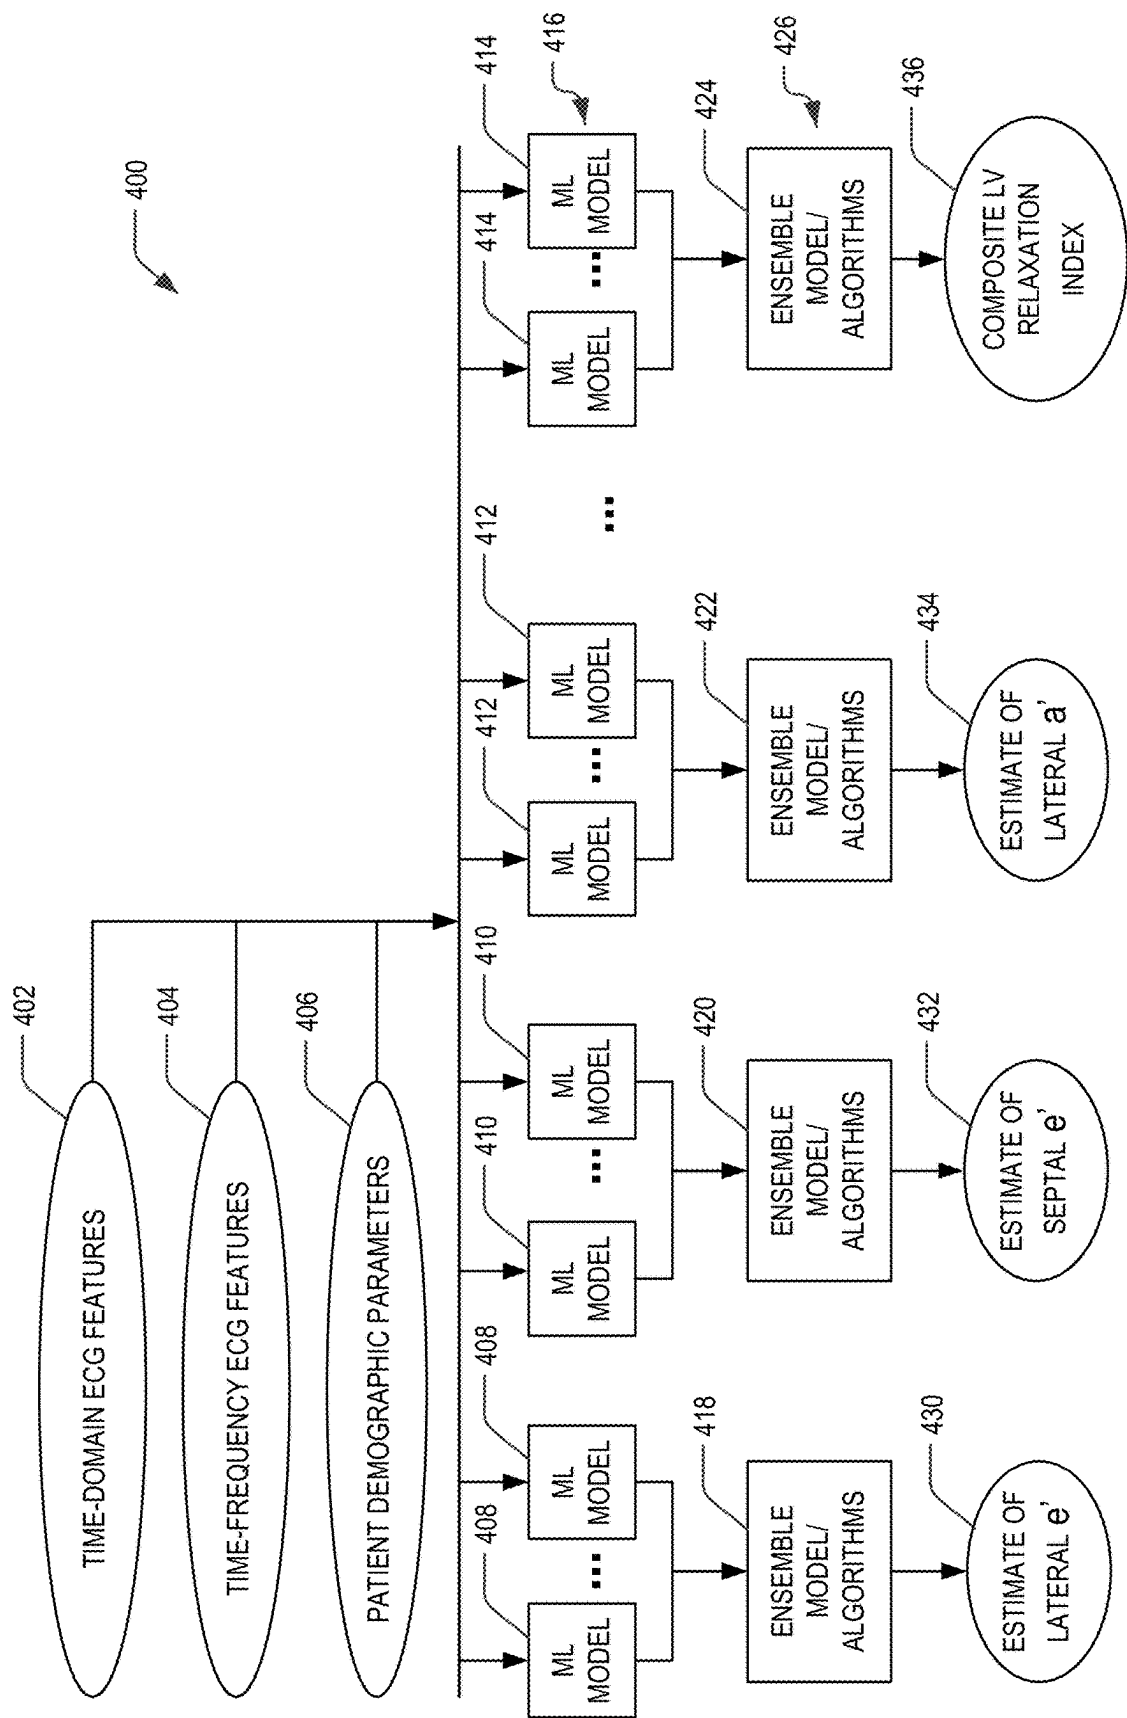 402
TIME-DOMAIN ECG FEATURES
400
404
TIME-FREQUENCY ECG FEATURES
406
PATIENT DEMOGRAPHIC PARAMETERS
408
408
410
410
412
412
414
414
416
ML
MODEL
...
ML
MODEL
ML
MODEL
...
ML
MODEL
ML
MODEL
...
ML
MODEL
...
ML
MODEL
...
ML
MODEL
418
420
422
424
426
ENSEMBLE
MODEL/
ALGORITHMS
ENSEMBLE
MODEL/
ALGORITHMS
ENSEMBLE
MODEL/
ALGORITHMS
ENSEMBLE
MODEL/
ALGORITHMS
430
432
434
436
ESTIMATE OF
LATERAL e'
ESTIMATE OF
SEPTAL e'
ESTIMATE OF
LATERAL a'
COMPOSITE LV
RELAXATION
INDEX